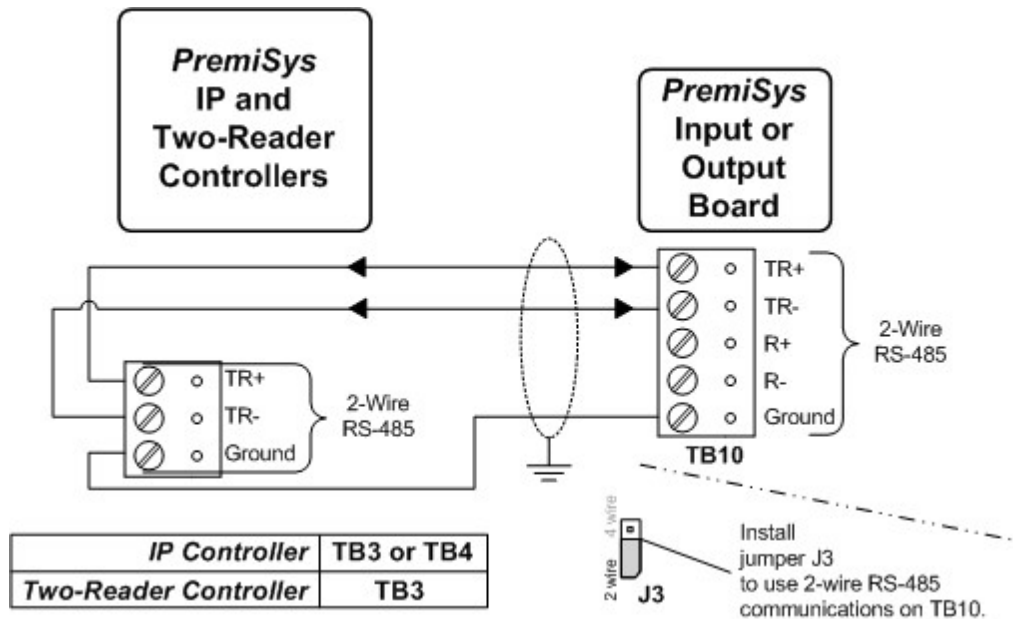 PremiSys
IP and
Two-Reader
Controllers
PremiSys
Input or
Output
Board
TR+
TR-
R+
R-
Ground
2-Wire
RS-485
TB10
TR+
TR-
Ground
2-Wire
RS-485
IP Controller TB3 or TB4
Two-Reader Controller TB3
2 wire 4 wire
J3
Install
jumper J3
to use 2-wire RS-485
communications on TB10.